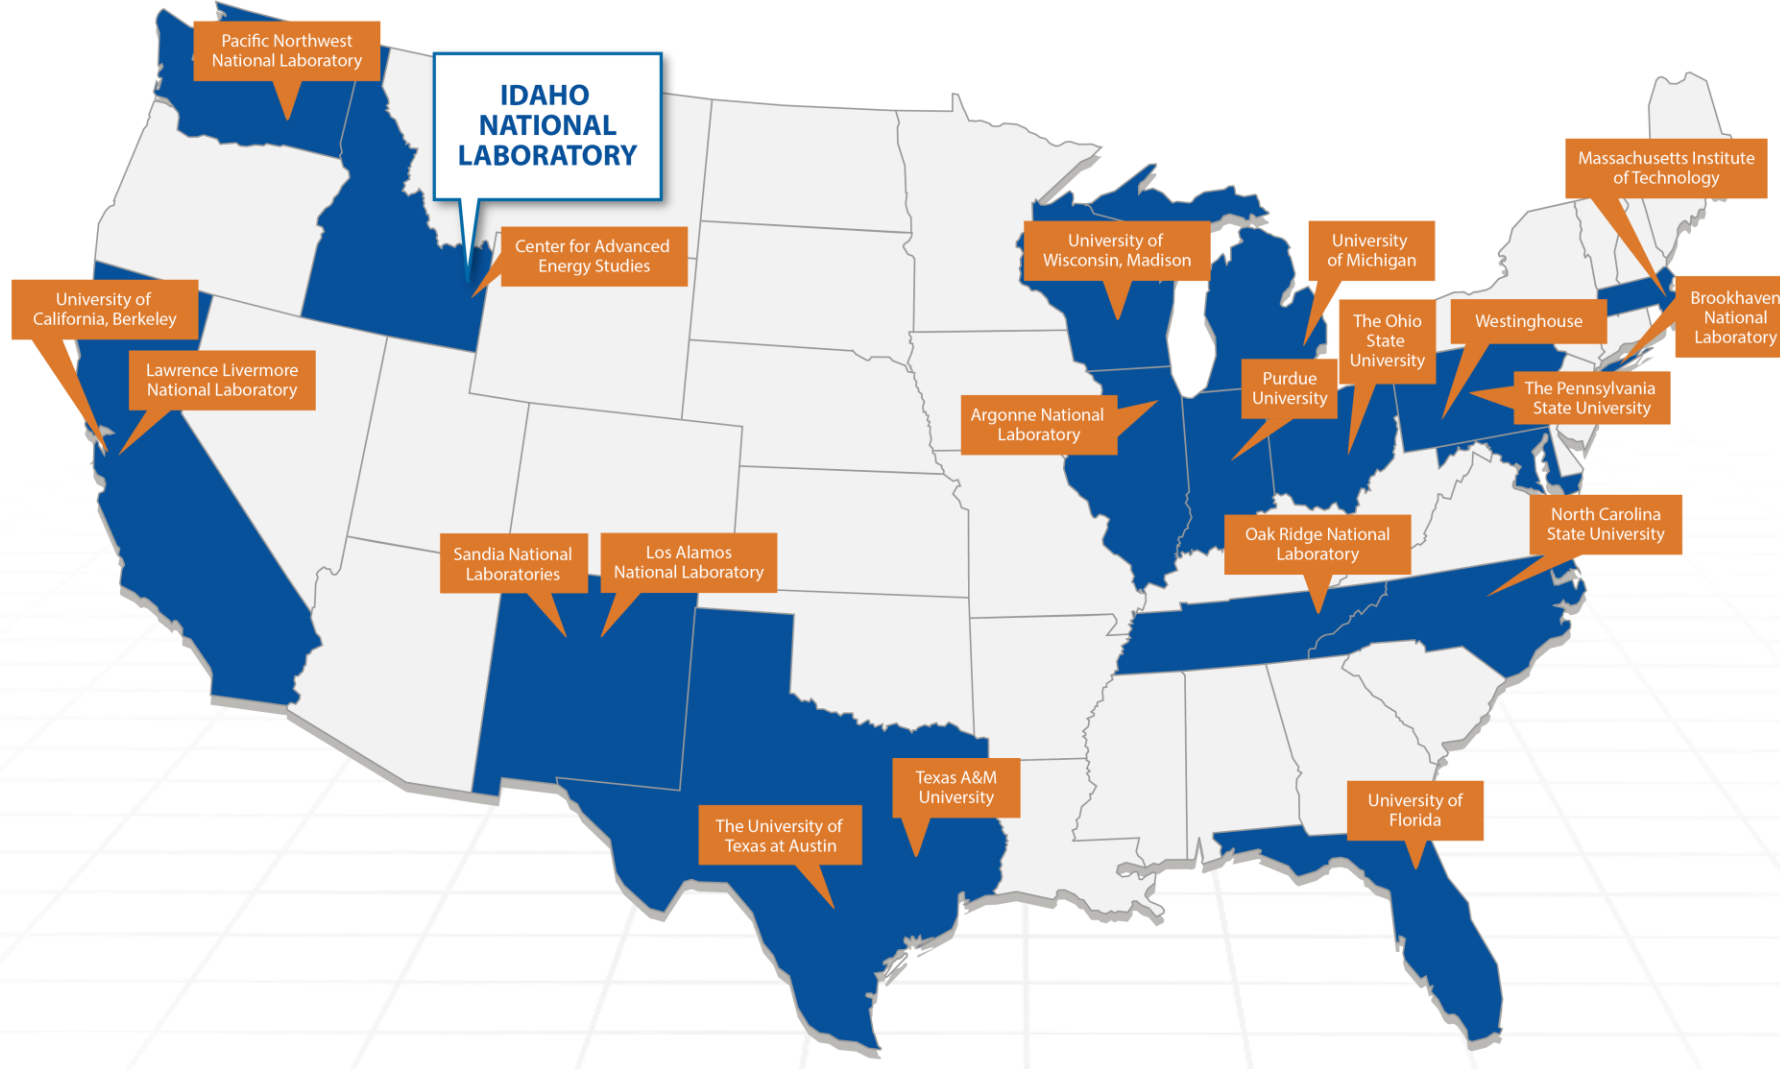 Pacific Northwest
National Laboratory
IDAHO
NATIONAL
LABORATORY
Massachusetts Institute
of Technology
Center for Advanced
Energy Studies
University of
Wisconsin, Madison
University
of Michigan
University of
California, Berkeley
Brookhaven
National
Laboratory
The Ohio
State
University
Westinghouse
Lawrence Livermore
National Laboratory
Purdue
University
The Pennsylvania
State University
Argonne National
Laboratory
North Carolina
State University
Oak Ridge National
Laboratory
Sandia National
Laboratories
Los Alamos
National Laboratory
Texas A&M
University
University of
Florida
The University of
Texas at Austin